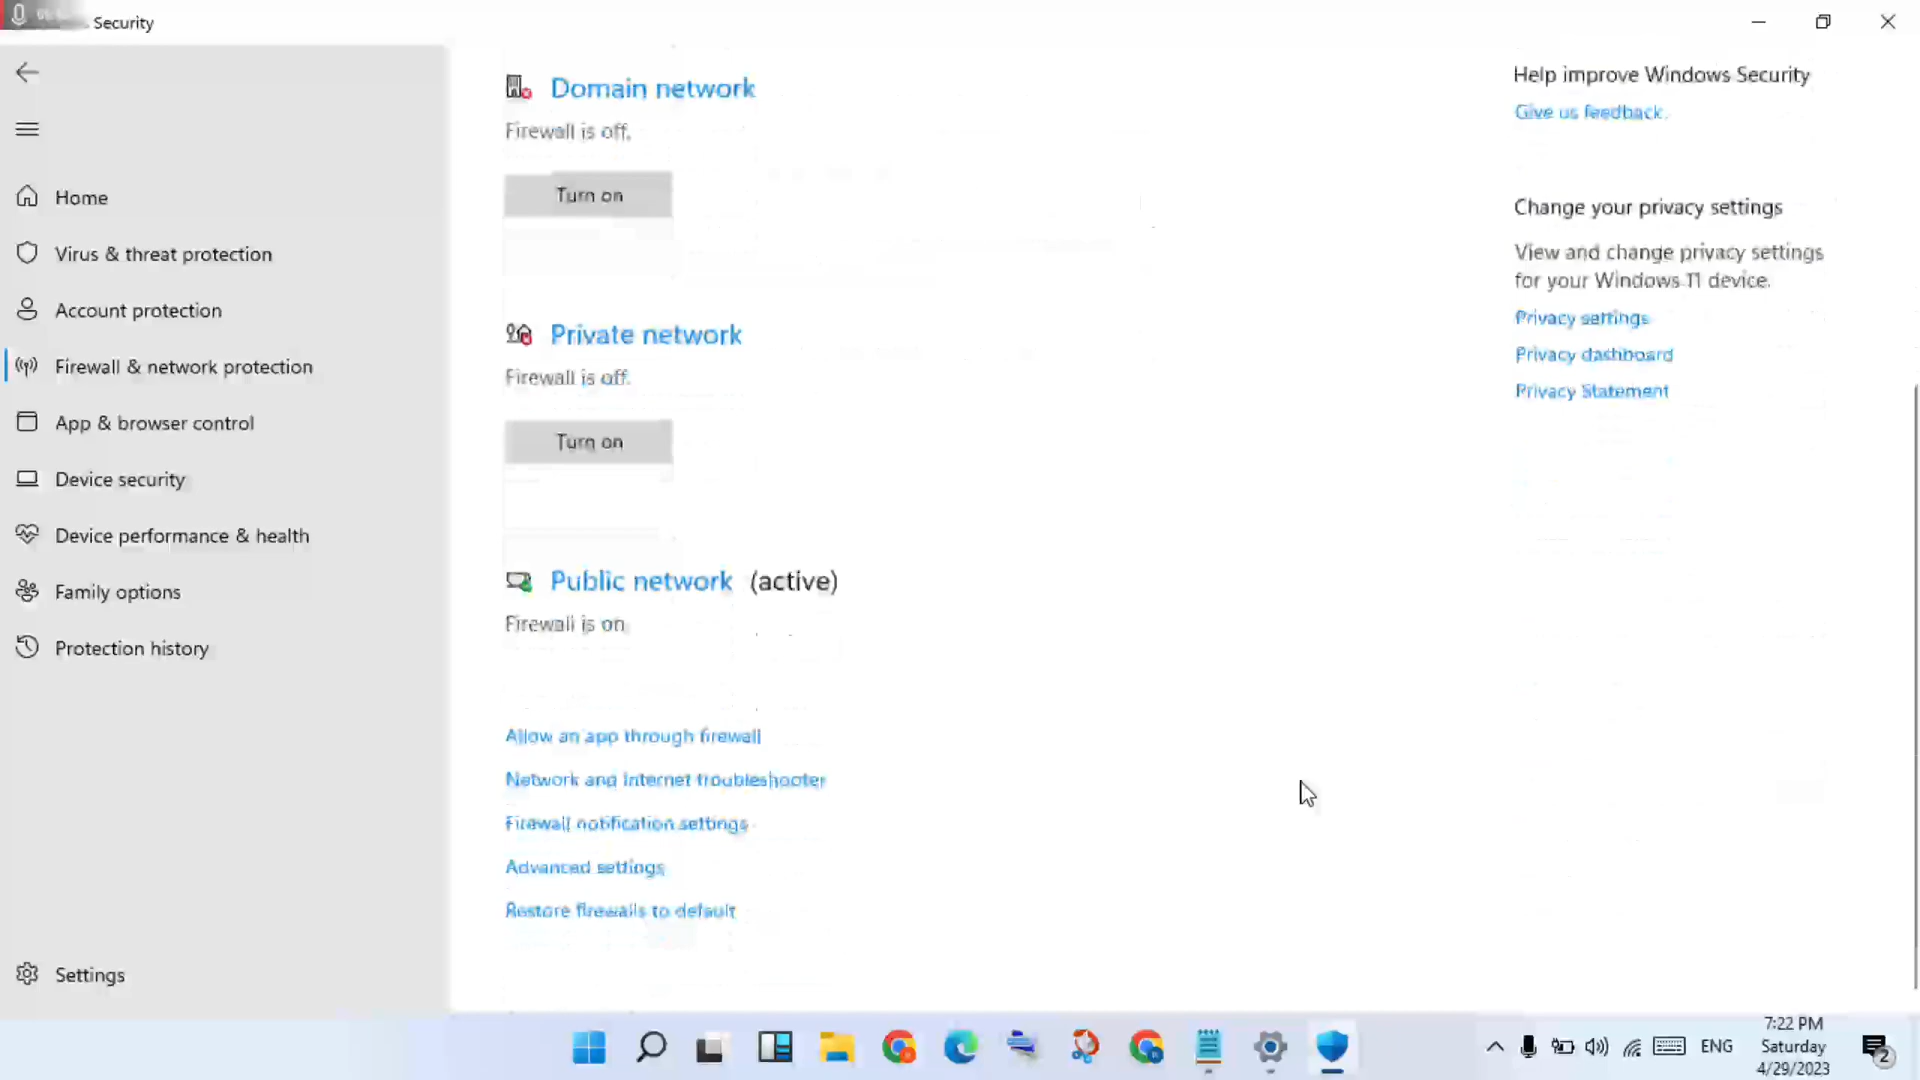 Security
Home
Virus & threat protection
Account protection
Firewall & network protection
App & browser control
Device security
Device performance & health
Family options
Protection history
Settings
Domain network
Firewall is off.
Turn on
Private network
Firewall is off.
Turn on
Public network (active)
Firewall is on
Allow an app through firewall
Network and Internet troubleshooter
Firewall notification settings
Advanced settings
Restore firewalls to default
Help improve Windows Security
Give us feedback.
Change your privacy settings
View and change privacy settings
for your Windows 11 device.
Privacy settings
Privacy dashboard
Privacy Statement
ENG
7:22 PM
Saturday
4/29/2023
2